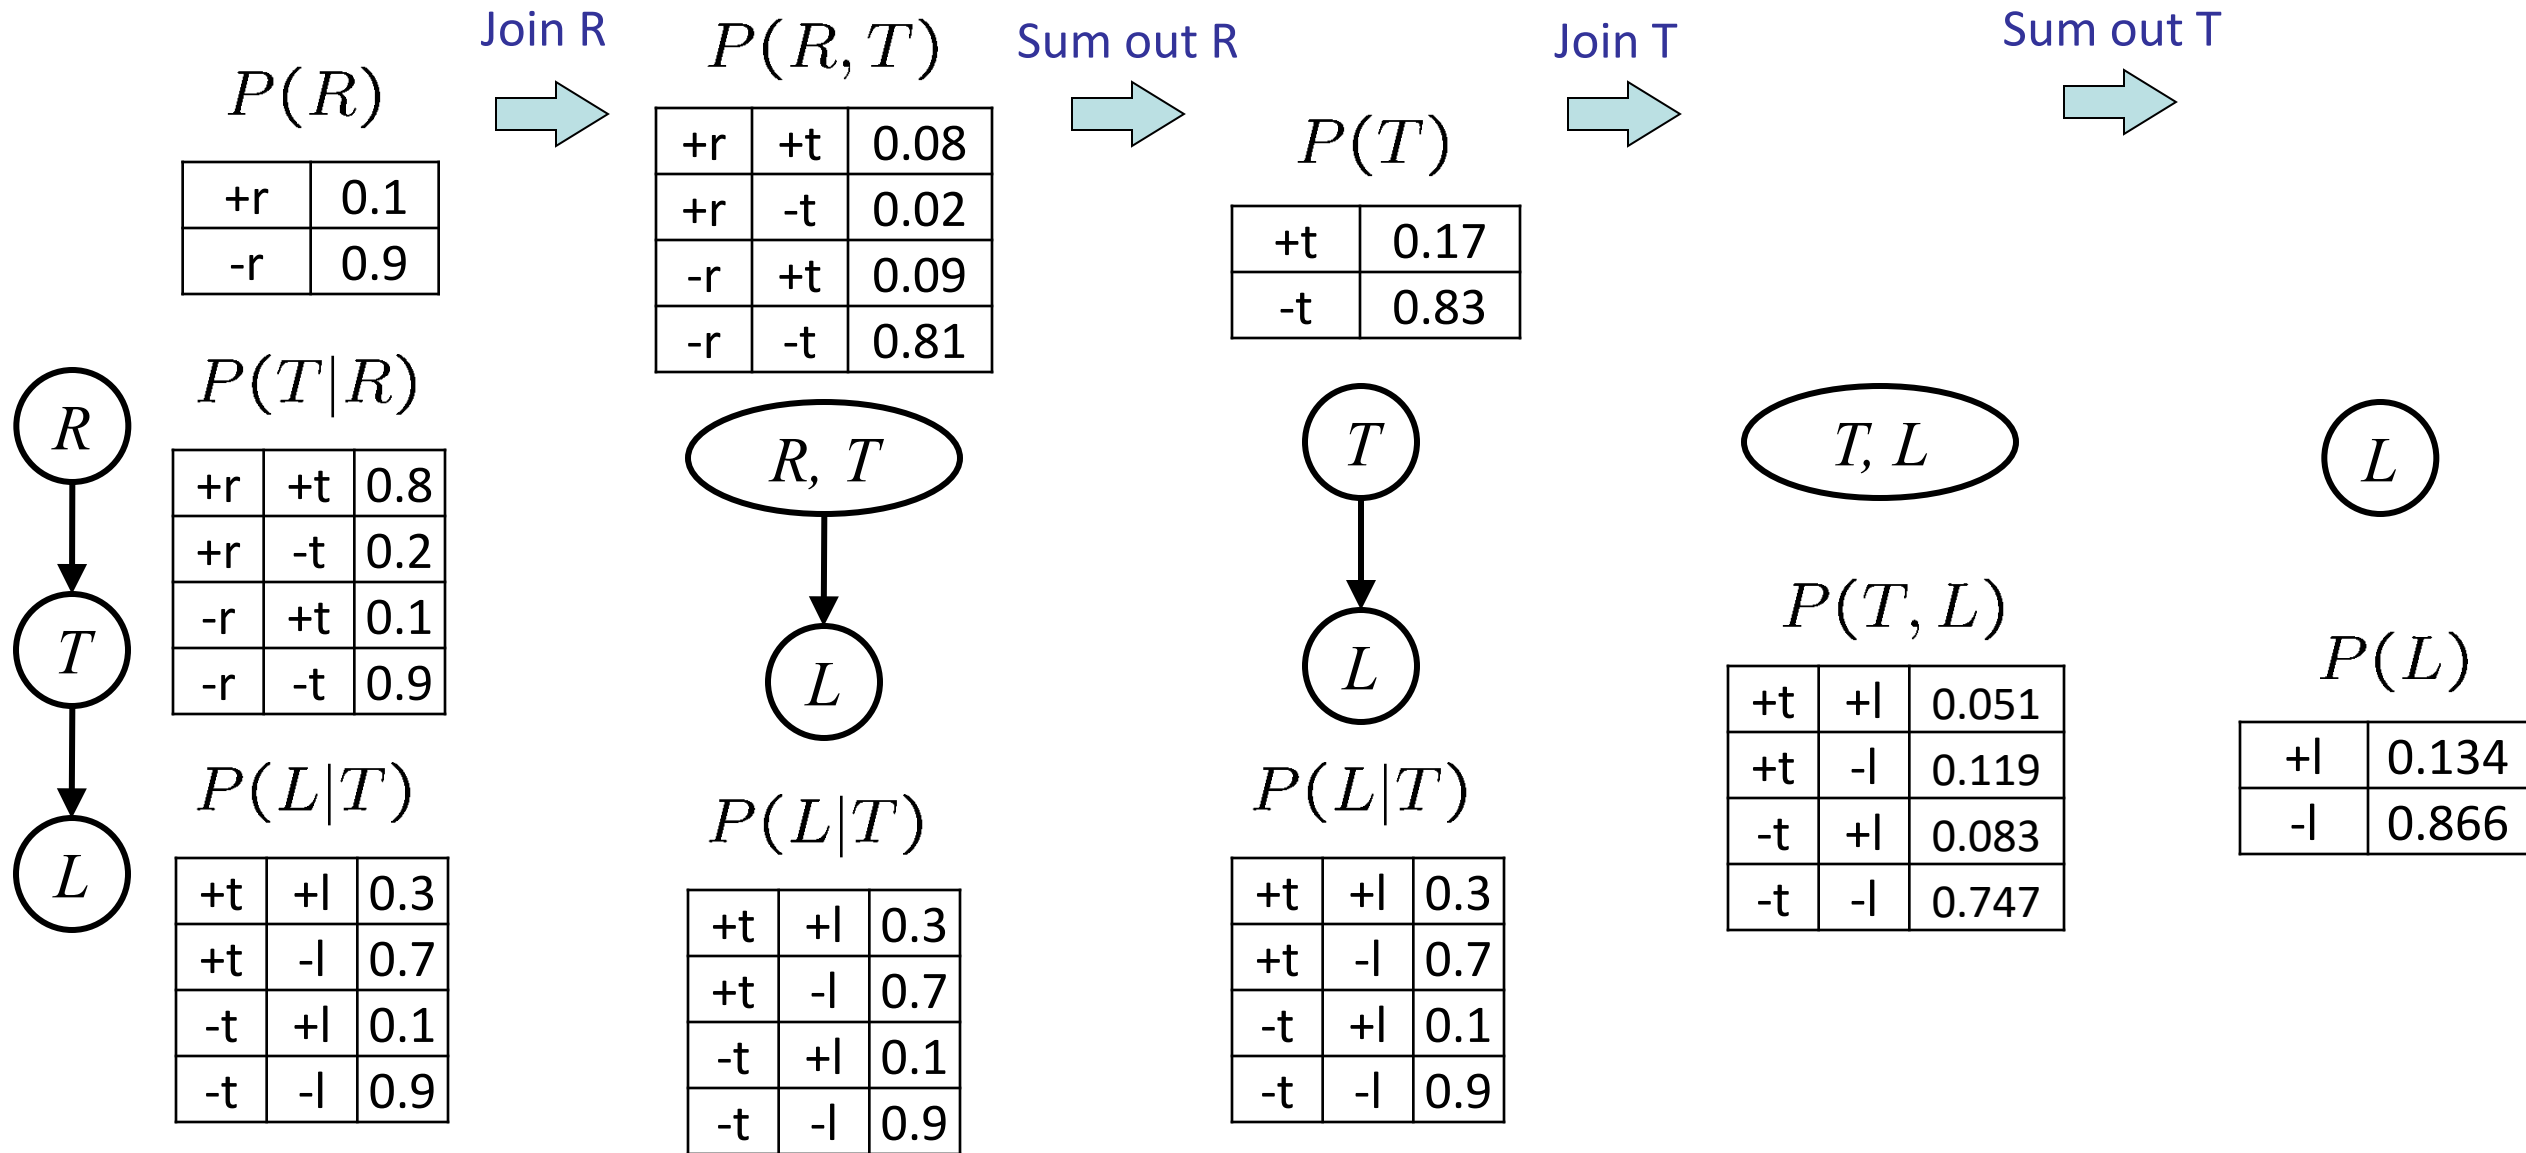 Join R
Sum out R
Join T
Sum out T
P(R)
+r 0.1
-r 0.9
P(T|R)
+r +t 0.8
+r -t 0.2
-r +t 0.1
-r -t 0.9
P(L|T)
+t +l 0.3
+t -l 0.7
-t +l 0.1
-t -l 0.9
R
T
L
P(R, T)
+r +t 0.08
+r -t 0.02
-r +t 0.09
-r -t 0.81
R, T
L
P(L|T)
+t +l 0.3
+t -l 0.7
-t +l 0.1
-t -l 0.9
P(T)
+t 0.17
-t 0.83
T
L
P(L|T)
+t +l 0.3
+t -l 0.7
-t +l 0.1
-t -l 0.9
T, L
P(T, L)
+t +l 0.051
+t -l 0.119
-t +l 0.083
-t -l 0.747
L
P(L)
+l 0.134
-l 0.866